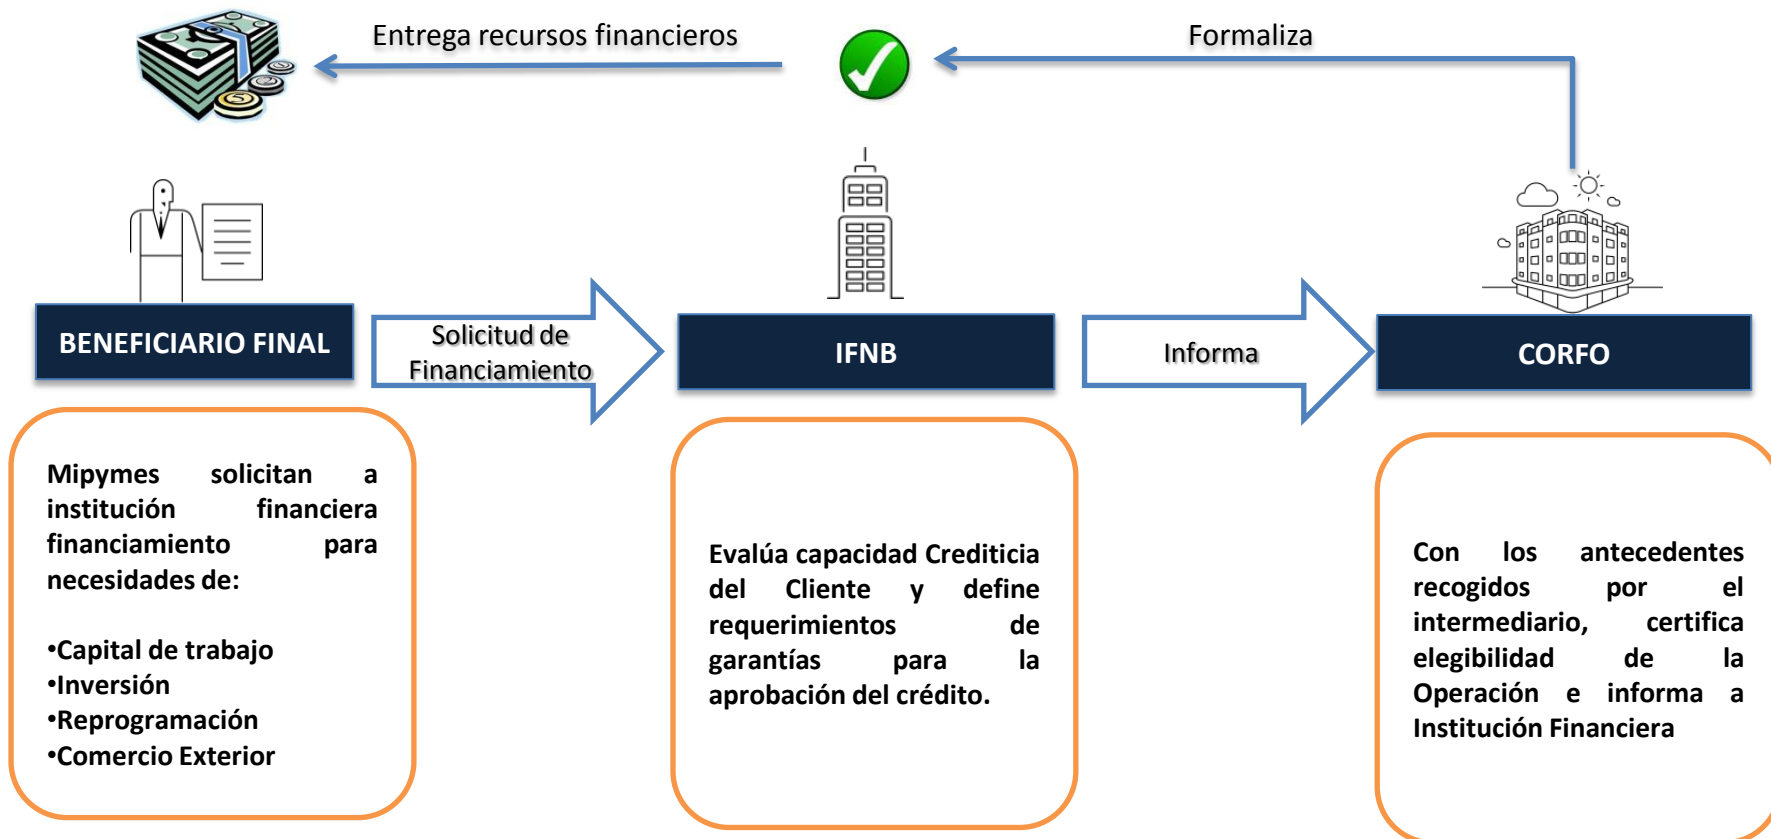 Entrega recursos financieros
Formaliza
BENEFICIARIO FINAL
Solicitud de
Financiamiento
IFNB
Informa
CORFO
Mipymes solicitan a
institución financiera
financiamiento para
necesidades de:
•Capital de trabajo
•Inversión
•Reprogramación
•Comercio Exterior
Evalúa capacidad Crediticia
del Cliente y define
requerimientos de
garantías para la
aprobación del crédito.
Con los antecedentes
recogidos por el
intermediario, certifica
elegibilidad de la
Operación e informa a
Institución Financiera